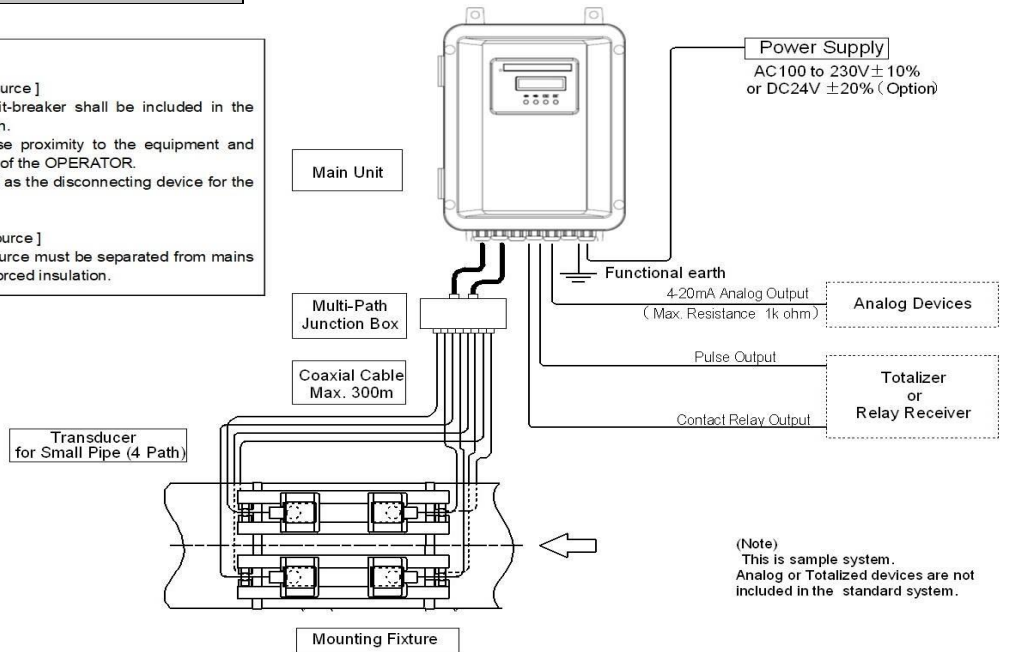 urce ]
it-breaker shall be included in the
n.
se proximity to the equipment and
of the OPERATOR.
as the disconnecting device for the
ource ]
urce must be separated from mains
orced insulation.
Power Supply
AC100 to 230V±10%
or DC24V ±20%(Option)
Main Unit
Functional earth
4-20mA Analog Output
(Max. Resistance 1k ohm)
Analog Devices
Multi-Path
Junction Box
Pulse Output
Totalizer
or
Relay Receiver
Coaxial Cable
Max. 300m
Contact Relay Output
Transducer
for Small Pipe (4 Path)
(Note)
This is sample system.
Analog or Totalized devices are not
included in the standard system.
Mounting Fixture